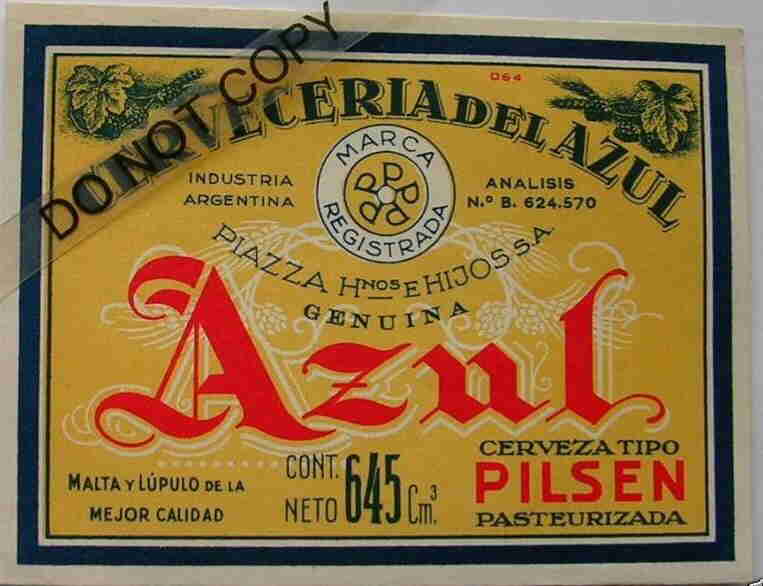 DO NOT COPY
064
CERVECERIA DEL AZUL
MARCA
REGISTRADA
INDUSTRIA
ARGENTINA
ANALISIS
N.º B. 624.570
PIAZZA HNOS E HIJOS S.A.
GENUINA
Azul
MALTA Y LÚPULO DE LA
MEJOR CALIDAD
CONT.
NETO 645 Cm.³
CERVEZA TIPO
PILSEN
PASTEURIZADA